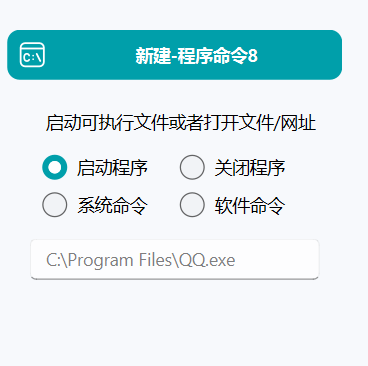 C:\
新建-程序命令8
启动可执行文件或者打开文件/网址
启动程序 关闭程序
系统命令 软件命令
C:\Program Files\QQ.exe